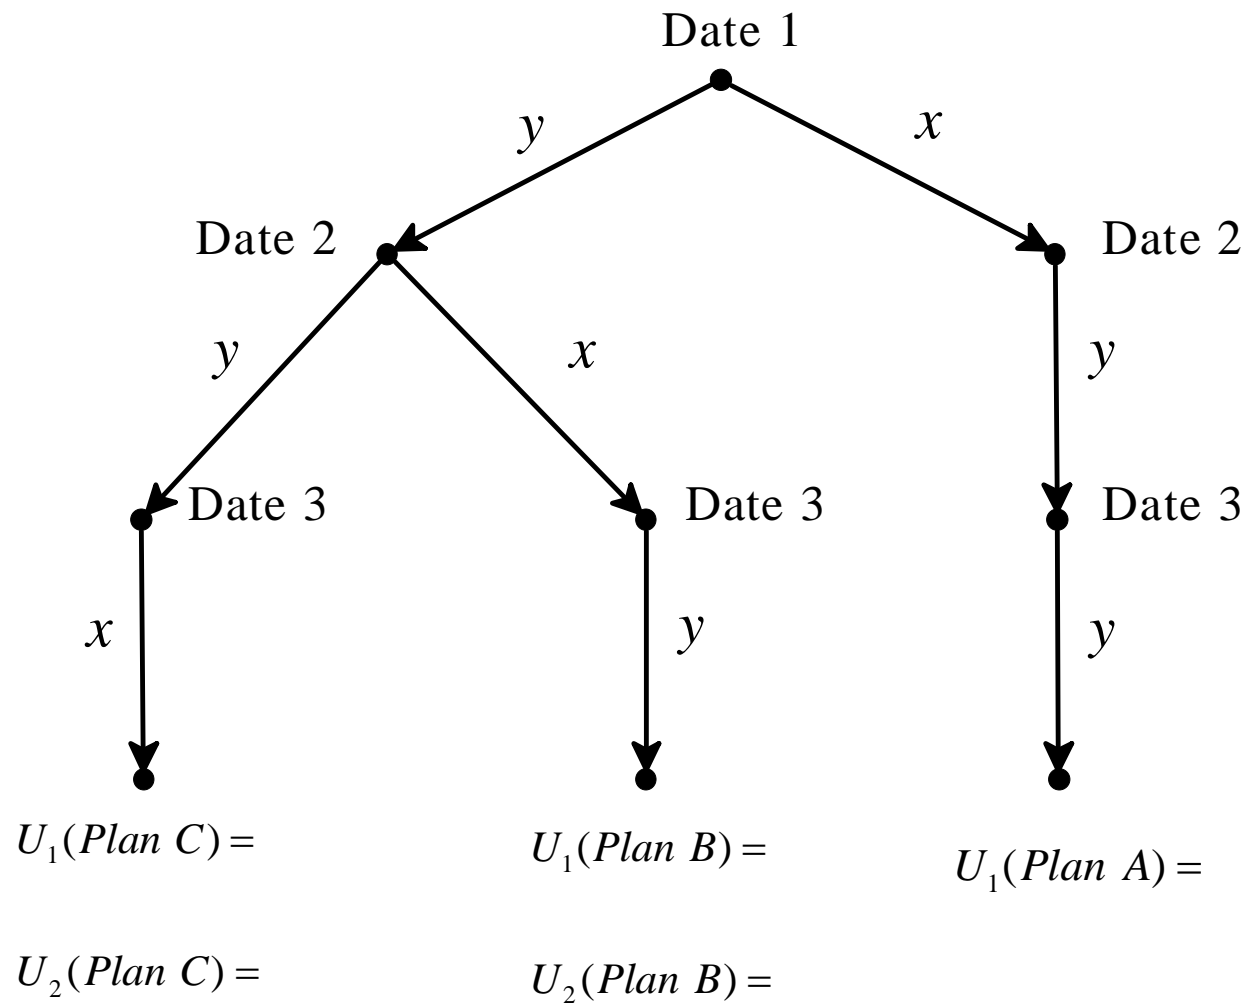 Date 1
y
x
Date 2
Date 2
y
x
y
Date 3
Date 3
Date 3
x
y
y
U₁(Plan C) =
U₁(Plan B) =
U₁(Plan A) =
U₂(Plan C) =
U₂(Plan B) =